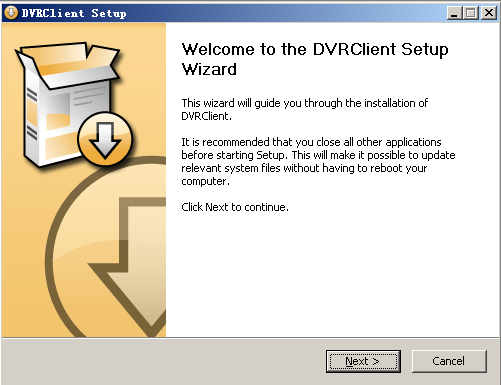 DVRClient Setup
Welcome to the DVRClient Setup
Wizard
This wizard will guide you through the installation of
DVRClient.
It is recommended that you close all other applications
before starting Setup. This will make it possible to update
relevant system files without having to reboot your
computer.
Click Next to continue.
Next >
Cancel